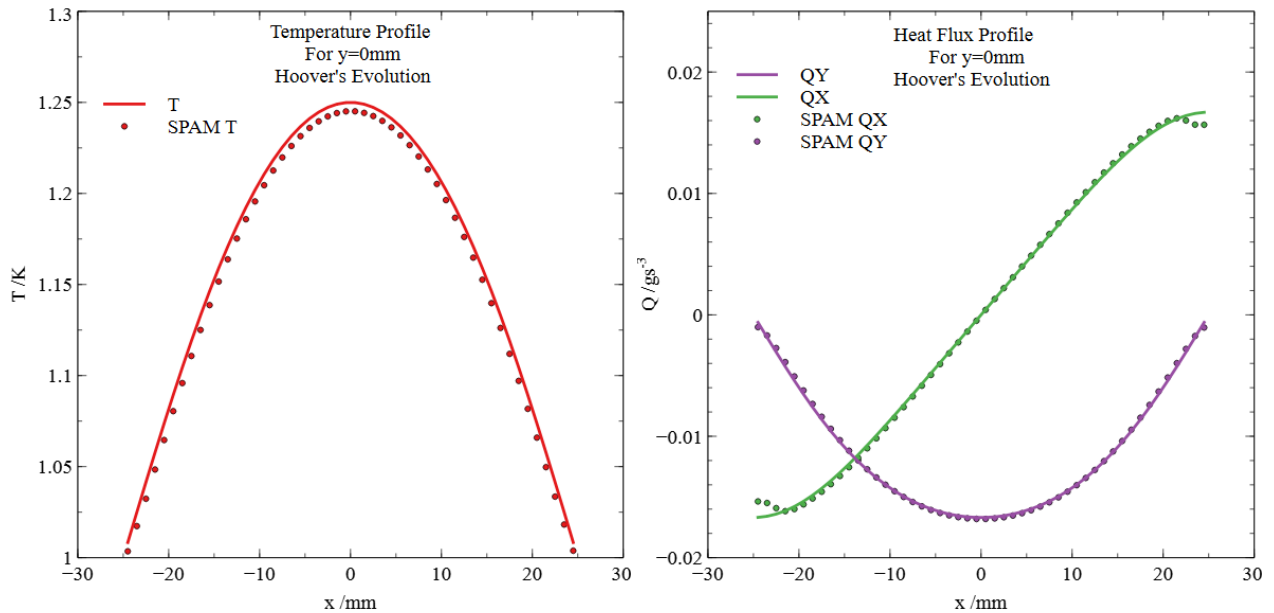 Temperature Profile
For y=0mm
Hoover's Evolution
T
SPAM T
1.3
1.25
1.2
1.15
1.1
1.05
1
T /K
−30
−20
−10
0
10
20
30
x /mm
Heat Flux Profile
For y=0mm
Hoover's Evolution
QY
QX
SPAM QX
SPAM QY
0.02
0.01
0
−0.01
−0.02
Q /gs-3
−30
−20
−10
0
10
20
30
x /mm